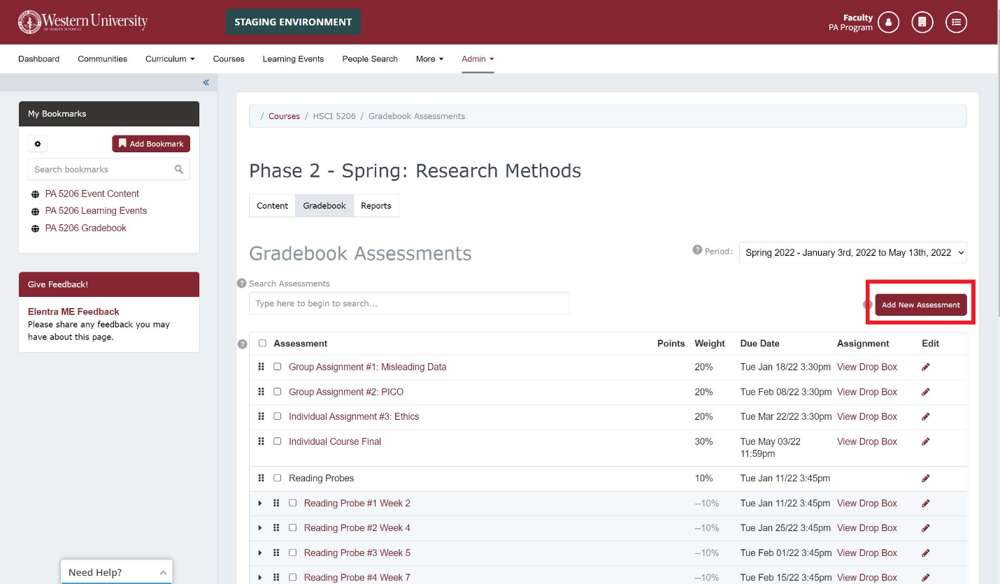 Western University
OF HEALTH SCIENCES
STAGING ENVIRONMENT
Faculty
PA Program
Dashboard Communities Curriculum Courses Learning Events People Search More Admin
«
My Bookmarks
Add Bookmark
Search bookmarks
PA 5206 Event Content
PA 5206 Learning Events
PA 5206 Gradebook
Give Feedback!
Elentra ME Feedback
Please share any feedback you may
have about this page.
Need Help?
/ Courses / HSCI 5206 / Gradebook Assessments
Phase 2 - Spring: Research Methods
Content Gradebook Reports
Gradebook Assessments
? Period: Spring 2022 - January 3rd, 2022 to May 13th, 2022
? Search Assessments
Type here to begin to search...
Add New Assessment
? Assessment Points Weight Due Date Assignment Edit
Group Assignment #1: Misleading Data 20% Tue Jan 18/22 3:30pm View Drop Box
Group Assignment #2: PICO 20% Tue Feb 08/22 3:30pm View Drop Box
Individual Assignment #3: Ethics 20% Tue Mar 22/22 3:30pm View Drop Box
Individual Course Final 30% Tue May 03/22 View Drop Box
11:59pm
Reading Probes 10% Tue Jan 11/22 3:45pm
Reading Probe #1 Week 2 --10% Tue Jan 11/22 3:45pm View Drop Box
Reading Probe #2 Week 4 --10% Tue Jan 25/22 3:45pm View Drop Box
Reading Probe #3 Week 5 --10% Tue Feb 01/22 3:45pm View Drop Box
Reading Probe #4 Week 7 --10% Tue Feb 15/22 3:45pm View Drop Box